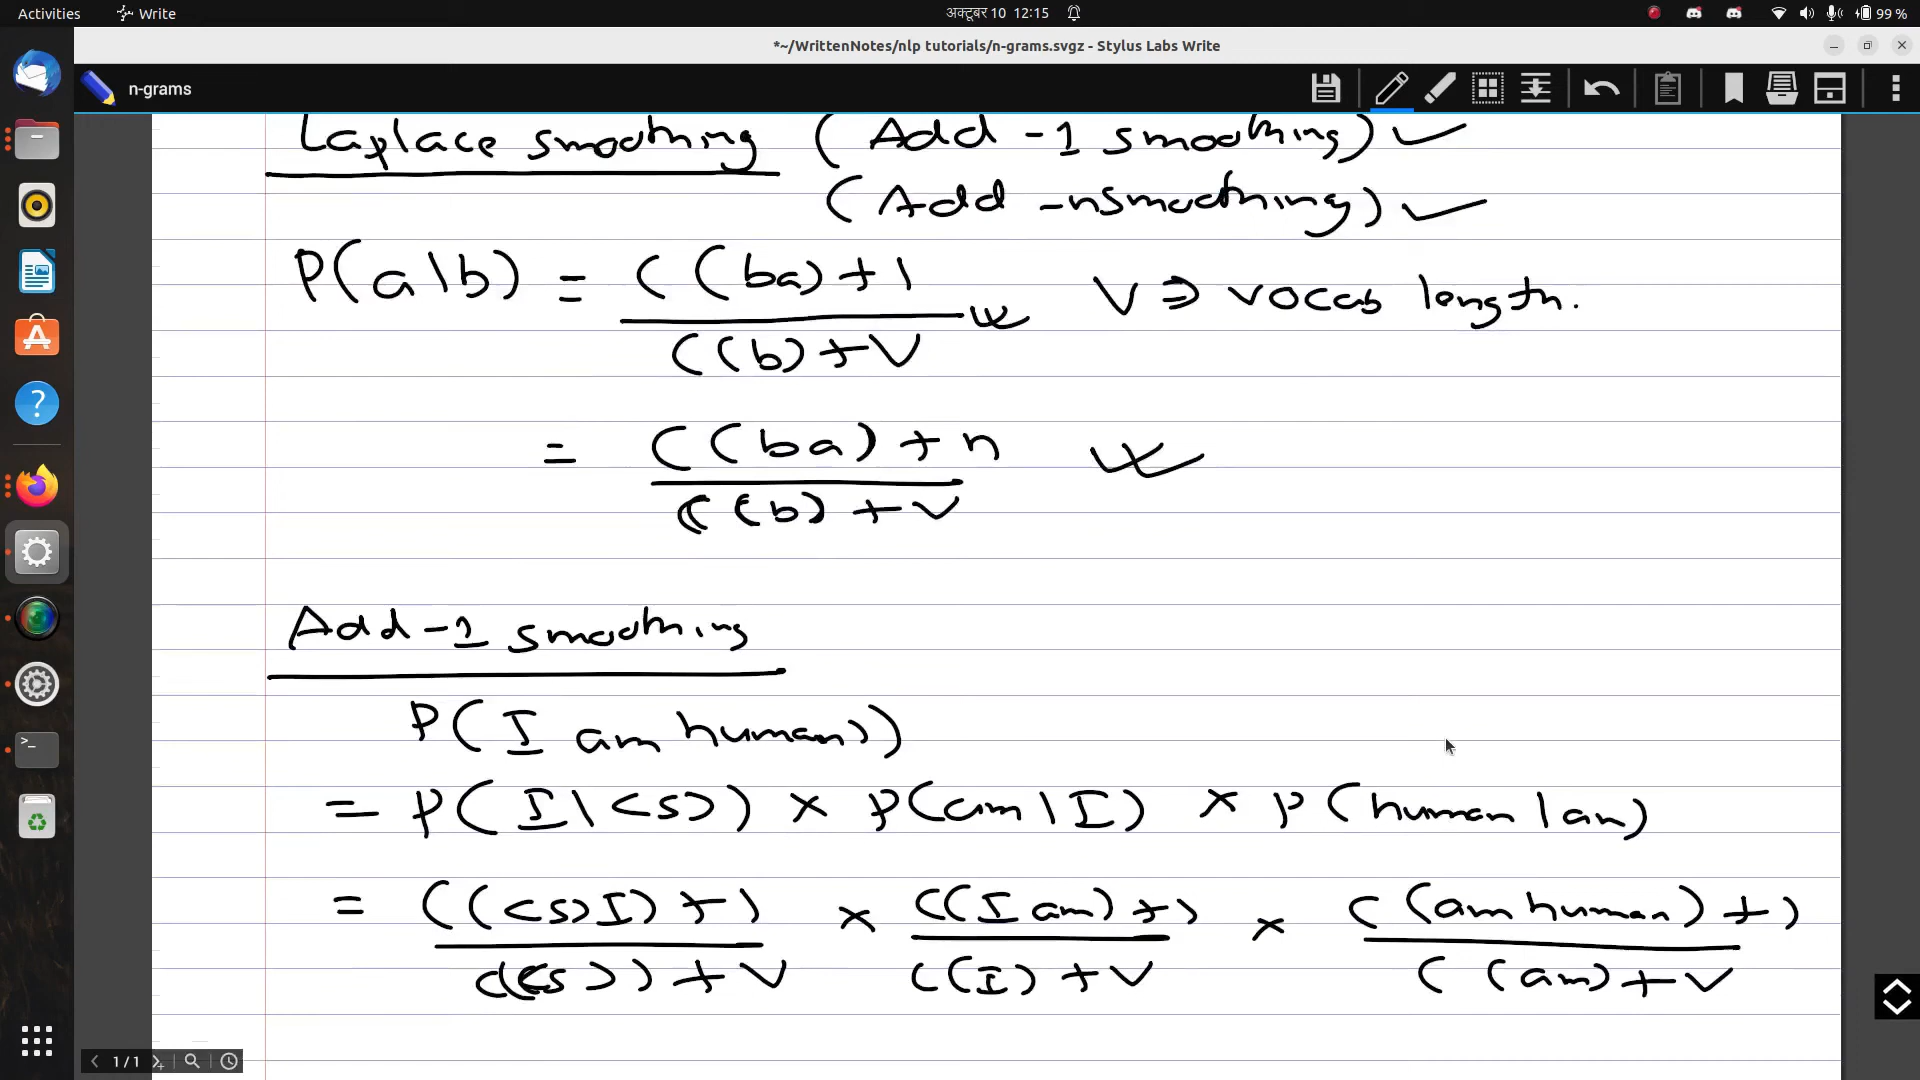 Activities Write अक्टूबर 10 12:15 99 %
*~/WrittenNotes/nlp tutorials/n-grams.svgz - Stylus Labs Write
n-grams
Laplace smoothing (Add -1 smoothing) ✓
(Add -n smoothing) ✓
P(a|b) = C(ba)+1 / C(b)+V V ⇒ vocab length.
= C(ba)+n / C(b)+V
Add-1 smoothing
P(I am human))
= P(I|<s>) × P(am|I) × P(human|am)
= C(<s>I)+1 / C(<s>)+V × C(I am)+1 / C(I)+V × C(am human)+1 / C(am)+V
1/1